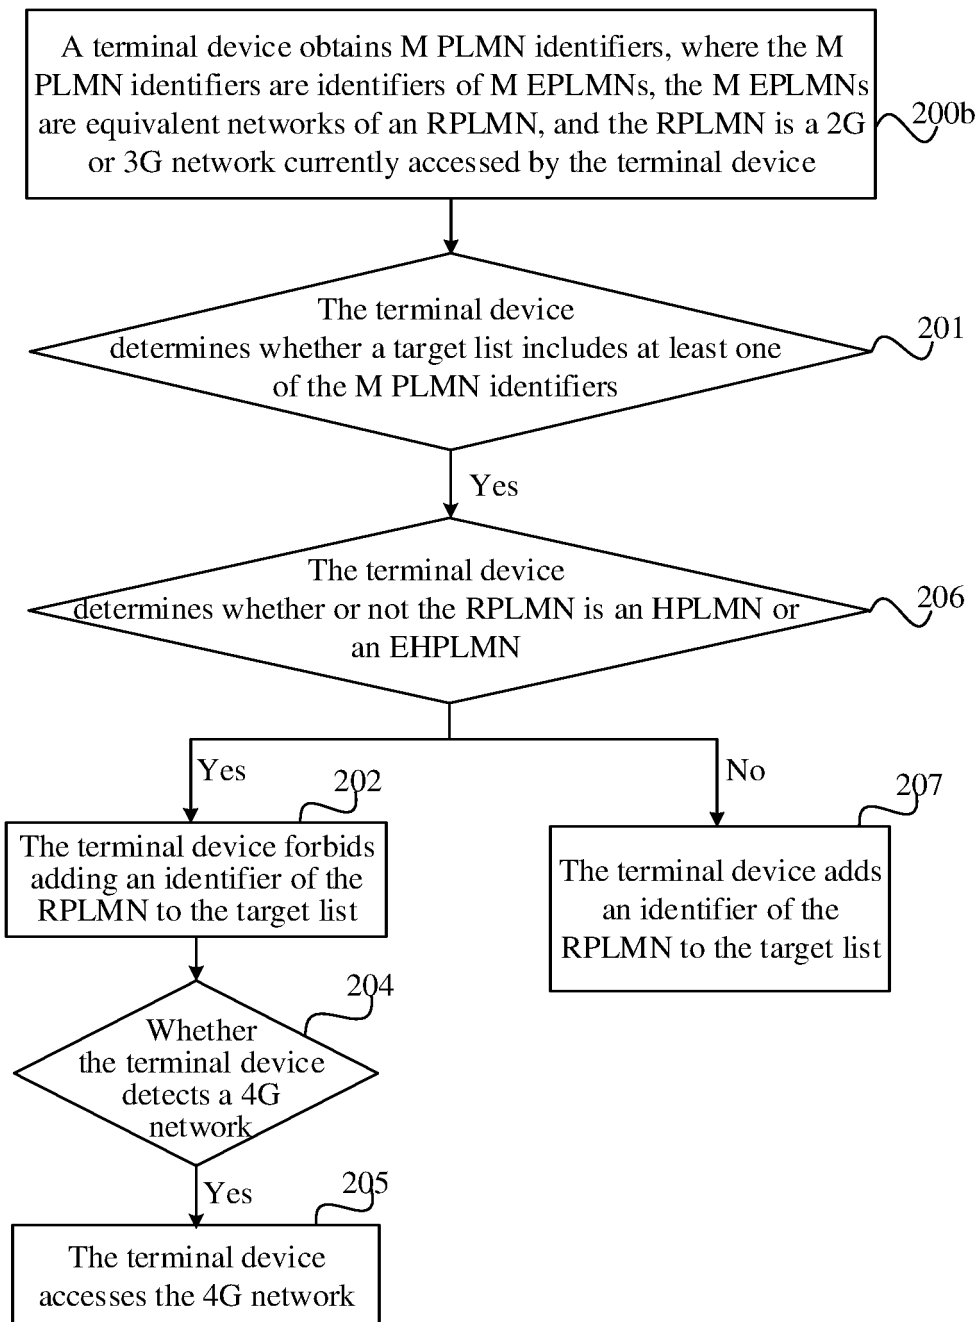 A terminal device obtains M PLMN identifiers, where the M
PLMN identifiers are identifiers of M EPLMNs, the M EPLMNs
are equivalent networks of an RPLMN, and the RPLMN is a 2G
or 3G network currently accessed by the terminal device
200b
The terminal device
determines whether a target list includes at least one
of the M PLMN identifiers
201
Yes
The terminal device
determines whether or not the RPLMN is an HPLMN or
an EHPLMN
206
Yes
No
202
207
The terminal device forbids
adding an identifier of the
RPLMN to the target list
The terminal device adds
an identifier of the
RPLMN to the target list
204
Whether
the terminal device
detects a 4G
network
Yes
205
The terminal device
accesses the 4G network